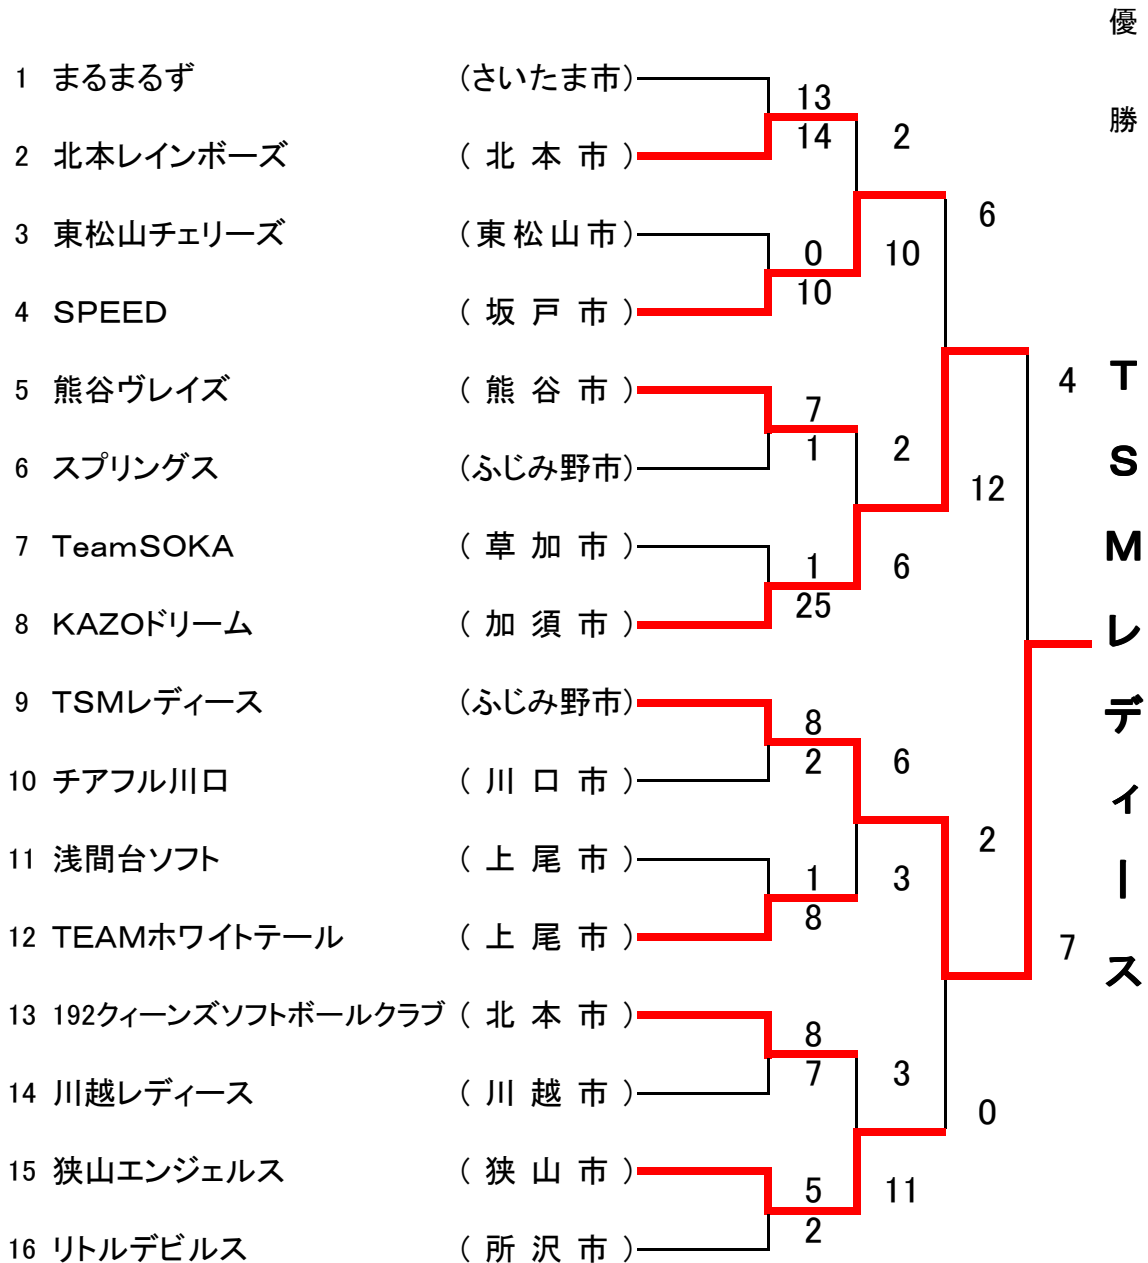 優勝
1 まるまるず (さいたま市)
13
2 北本レインボーズ (北本市)
14
2
3 東松山チェリーズ (東松山市)
0
10
6
4 SPEED (坂戸市)
10
5 熊谷ヴレイズ (熊谷市)
7
4
6 スプリングス (ふじみ野市)
1
2
12
7 TeamSOKA (草加市)
1
6
8 KAZOドリーム (加須市)
25
TSMレディース
9 TSMレディース (ふじみ野市)
8
10 チアフル川口 (川口市)
2
6
11 浅間台ソフト (上尾市)
1
3
2
12 TEAMホワイトテール (上尾市)
8
7
13 192クィーンズソフトボールクラブ (北本市)
8
14 川越レディース (川越市)
7
3
0
15 狭山エンジェルス (狭山市)
5
11
16 リトルデビルス (所沢市)
2